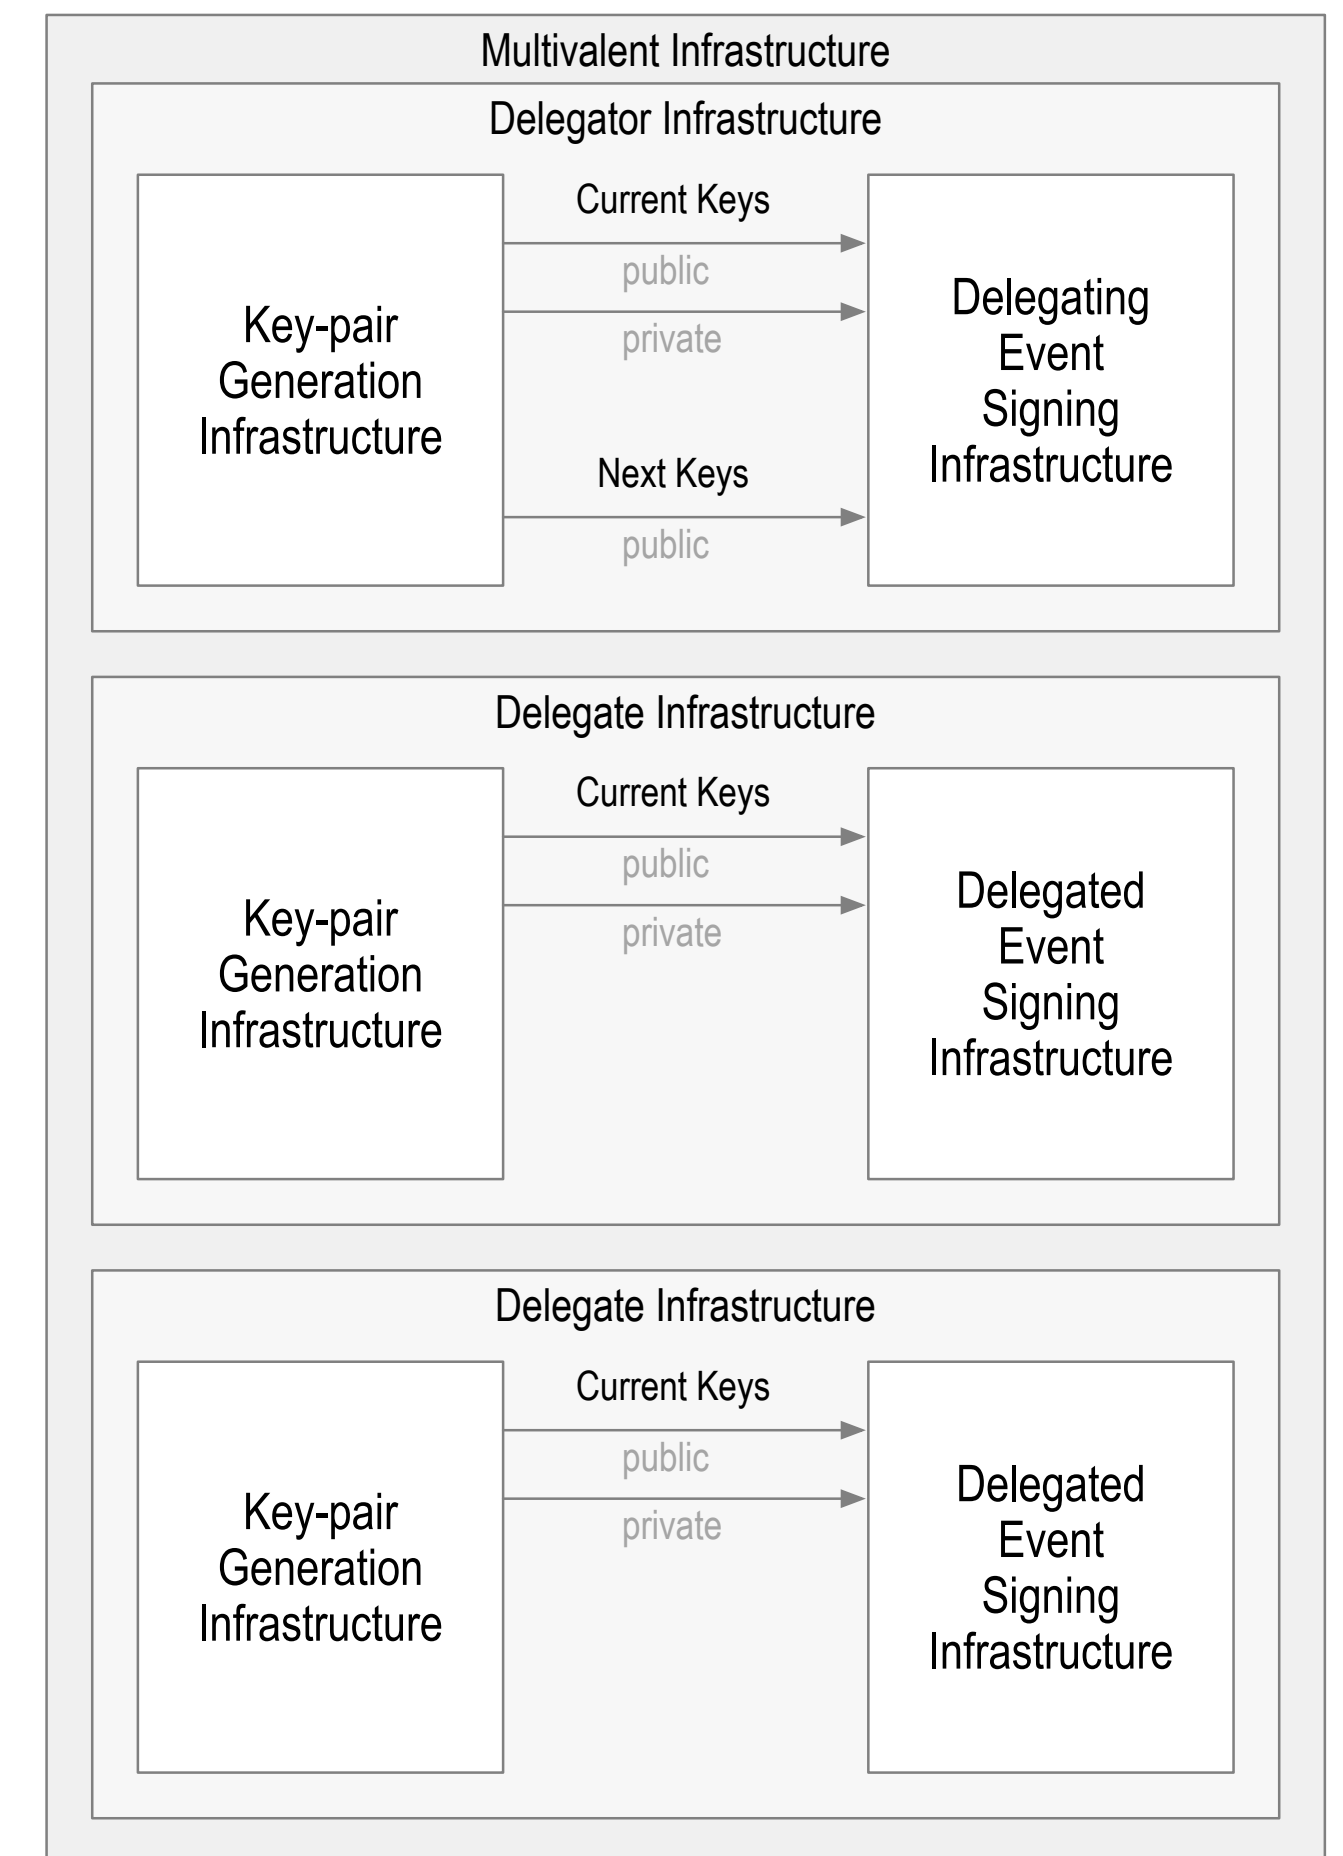 Multivalent Infrastructure
Delegator Infrastructure
Key-pair
Generation
Infrastructure
Current Keys
public
private
Next Keys
public
Delegating
Event
Signing
Infrastructure
Delegate Infrastructure
Key-pair
Generation
Infrastructure
Current Keys
public
private
Delegated
Event
Signing
Infrastructure
Delegate Infrastructure
Key-pair
Generation
Infrastructure
Current Keys
public
private
Delegated
Event
Signing
Infrastructure